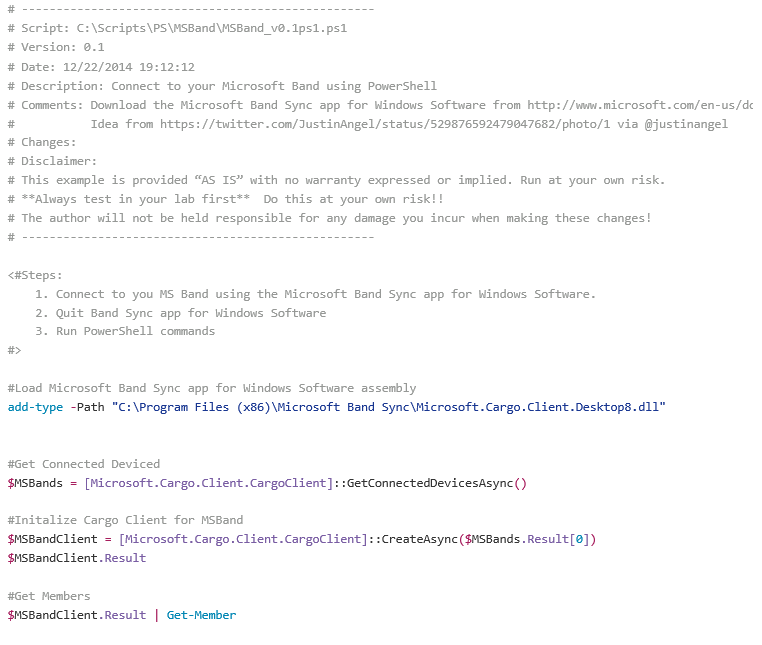 # ---------------------------------------------------
# Script: C:\Scripts\PS\MSBand\MSBand_v0.1ps1.ps1
# Version: 0.1
# Date: 12/22/2014 19:12:12
# Description: Connect to your Microsoft Band using PowerShell
# Comments: Download the Microsoft Band Sync app for Windows Software from http://www.microsoft.com/en-us/dc
#           Idea from https://twitter.com/JustinAngel/status/529876592479047682/photo/1 via @justinangel
# Changes:
# Disclaimer:
# This example is provided “AS IS” with no warranty expressed or implied. Run at your own risk.
# **Always test in your lab first**  Do this at your own risk!!
# The author will not be held responsible for any damage you incur when making these changes!
# ---------------------------------------------------
<#Steps:
    1. Connect to you MS Band using the Microsoft Band Sync app for Windows Software.
    2. Quit Band Sync app for Windows Software
    3. Run PowerShell commands
#>
#Load Microsoft Band Sync app for Windows Software assembly
add-type -Path "C:\Program Files (x86)\Microsoft Band Sync\Microsoft.Cargo.Client.Desktop8.dll"
#Get Connected Deviced
$MSBands = [Microsoft.Cargo.Client.CargoClient]::GetConnectedDevicesAsync()
#Initalize Cargo Client for MSBand
$MSBandClient = [Microsoft.Cargo.Client.CargoClient]::CreateAsync($MSBands.Result[0])
$MSBandClient.Result
#Get Members
$MSBandClient.Result | Get-Member